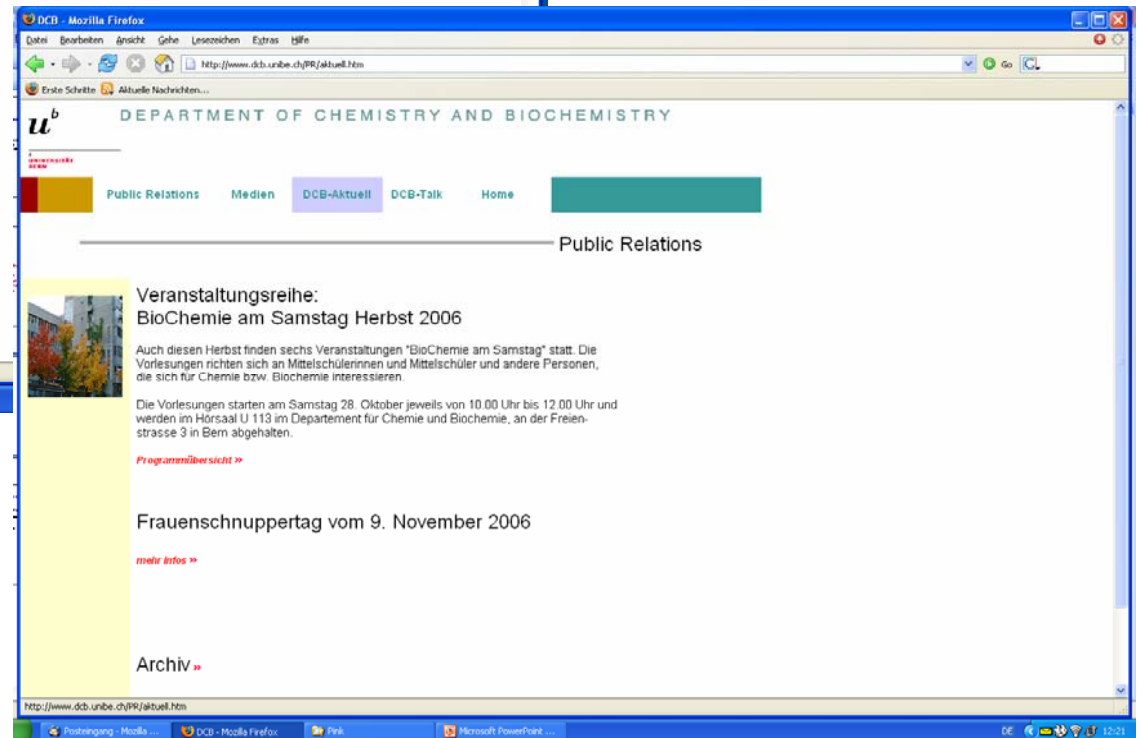 DCB - Mozilla Firefox
Datei Bearbeiten Ansicht Gehe Lesezeichen Extras Hilfe
http://www.dcb.unibe.ch/PR/aktuell.htm Go
Erste Schritte Aktuelle Nachrichten...
u^b DEPARTMENT OF CHEMISTRY AND BIOCHEMISTRY
UNIVERSITÄT
BERN
Public Relations Medien DCB-Aktuell DCB-Talk Home
Public Relations
Veranstaltungsreihe:
BioChemie am Samstag Herbst 2006
Auch diesen Herbst finden sechs Veranstaltungen "BioChemie am Samstag" statt. Die
Vorlesungen richten sich an Mittelschülerinnen und Mittelschüler und andere Personen,
die sich für Chemie bzw. Biochemie interessieren.
Die Vorlesungen starten am Samstag 28. Oktober jeweils von 10.00 Uhr bis 12.00 Uhr und
werden im Hörsaal U 113 im Departement für Chemie und Biochemie, an der Freien-
strasse 3 in Bern abgehalten.
Programmübersicht »
Frauenschnuppertag vom 9. November 2006
mehr infos »
Archiv »
http://www.dcb.unibe.ch/PR/aktuell.htm
Posteingang - Mozilla ... DCB - Mozilla Firefox Pink Microsoft PowerPoint ... DE 12:21